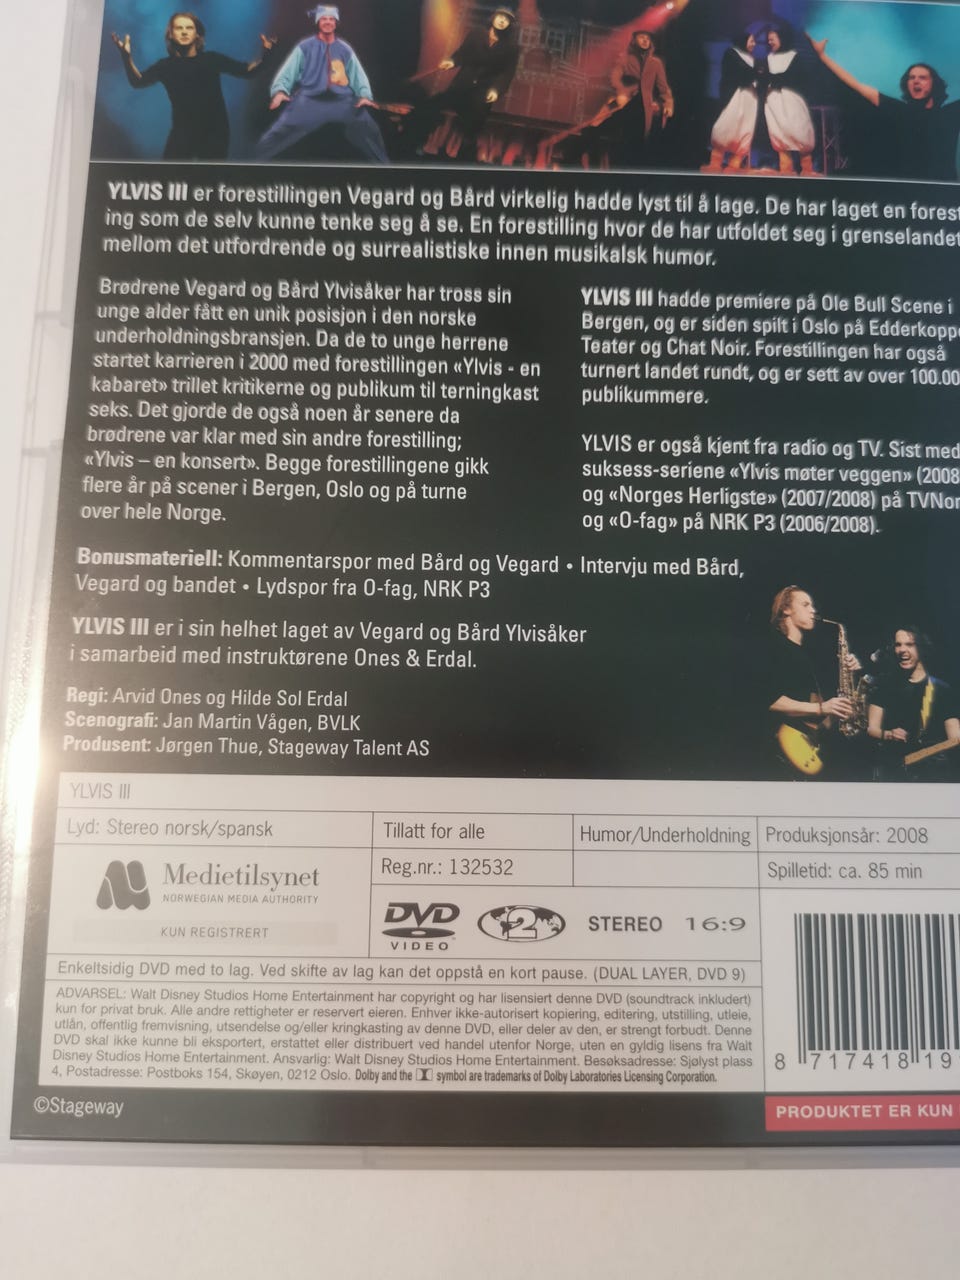 YLVIS III er forestillingen Vegard og Bård virkelig hadde lyst til å lage. De har laget en forest
ing som de selv kunne tenke seg å se. En forestilling hvor de har utfoldet seg i grenselandet
mellom det utfordrende og surrealistiske innen musikalsk humor.
Brødrene Vegard og Bård Ylvisåker har tross sin
unge alder fått en unik posisjon i den norske
underholdningsbransjen. Da de to unge herrene
startet karrieren i 2000 med forestillingen «Ylvis - en
kabaret» trillet kritikerne og publikum til terningkast
seks. Det gjorde de også noen år senere da
brødrene var klar med sin andre forestilling;
«Ylvis – en konsert». Begge forestillingene gikk
flere år på scener i Bergen, Oslo og på turne
over hele Norge.
YLVIS III hadde premiere på Ole Bull Scene i
Bergen, og er siden spilt i Oslo på Edderkopp
Teater og Chat Noir. Forestillingen har også
turnert landet rundt, og er sett av over 100.00
publikummere.
YLVIS er også kjent fra radio og TV. Sist med
suksess-seriene «Ylvis møter veggen» (2008
og «Norges Herligste» (2007/2008) på TVNor
og «O-fag» på NRK P3 (2006/2008).
Bonusmateriell: Kommentarspor med Bård og Vegard • Intervju med Bård,
Vegard og bandet • Lydspor fra O-fag, NRK P3
YLVIS III er i sin helhet laget av Vegard og Bård Ylvisåker
i samarbeid med instruktørene Ones & Erdal.
Regi: Arvid Ones og Hilde Sol Erdal
Scenografi: Jan Martin Vågen, BVLK
Produsent: Jørgen Thue, Stageway Talent AS
YLVIS III
Lyd: Stereo norsk/spansk
Tillatt for alle
Humor/Underholdning
Produksjonsår: 2008
Reg.nr.: 132532
Spilletid: ca. 85 min
Medietilsynet
NORWEGIAN MEDIA AUTHORITY
KUN REGISTRERT
DVD
VIDEO
2
STEREO 16:9
Enkeltsidig DVD med to lag. Ved skifte av lag kan det oppstå en kort pause. (DUAL LAYER, DVD 9)
ADVARSEL: Walt Disney Studios Home Entertainment har copyright og har lisensiert denne DVD (soundtrack inkludert)
kun for privat bruk. Alle andre rettigheter er reservert eieren. Enhver ikke-autorisert kopiering, editering, utstilling, utleie,
utlån, offentlig fremvisning, utsendelse og/eller kringkasting av denne DVD, eller deler av den, er strengt forbudt. Denne
DVD skal ikke kunne bli eksportert, erstattet eller distribuert ved handel utenfor Norge, uten en gyldig lisens fra Walt
Disney Studios Home Entertainment. Ansvarlig: Walt Disney Studios Home Entertainment. Besøksadresse: Sjølyst plass
4, Postadresse: Postboks 154, Skøyen, 0212 Oslo. Dolby and the symbol are trademarks of Dolby Laboratories Licensing Corporation.
8 717418 19
©Stageway
PRODUKTET ER KUN